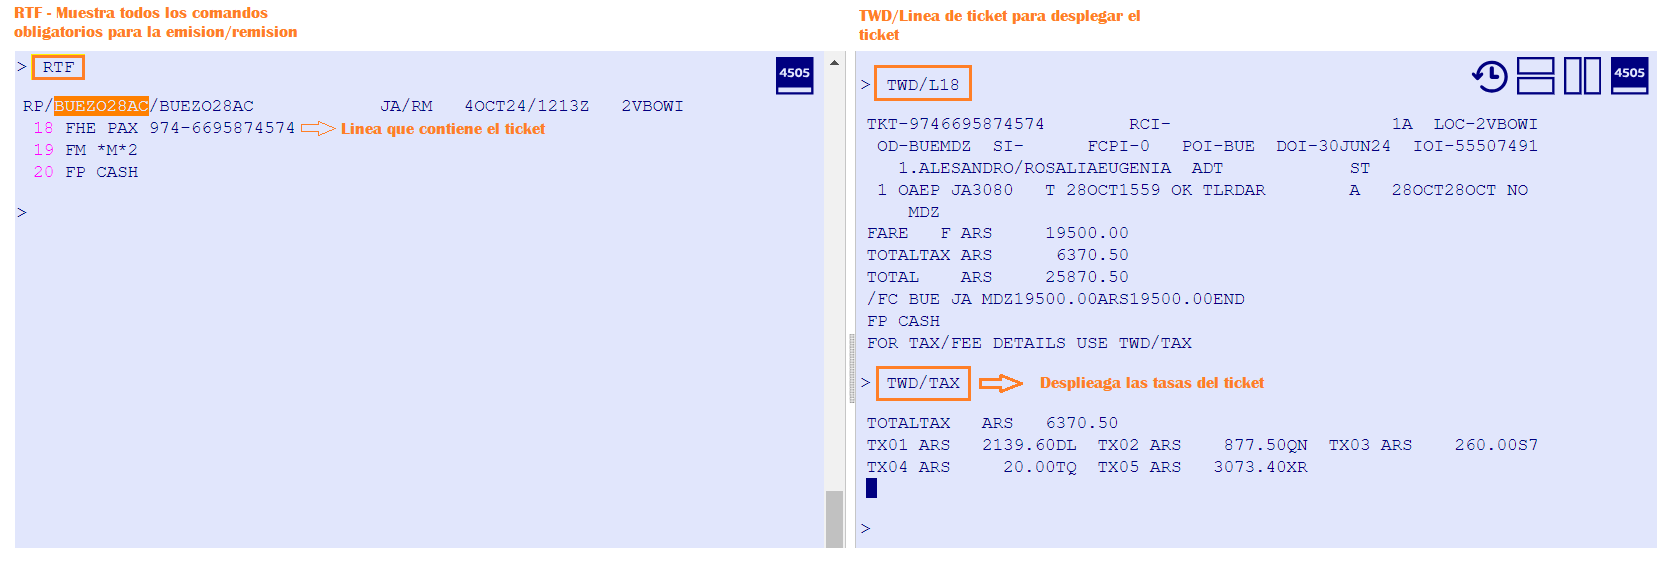 RTF - Muestra todos los comandos
obligatorios para la emision/remision
> RTF
4505
RP/BUEZO28AC/BUEZO28AC JA/RM 4OCT24/1213Z 2VBOWI
18 FHE PAX 974-6695874574 Linea que contiene el ticket
19 FM *M*2
20 FP CASH
>
TWD/Linea de ticket para desplegar el
ticket
4505
> TWD/L18
TKT-9746695874574 RCI- 1A LOC-2VBOWI
OD-BUEMDZ SI- FCPI-0 POI-BUE DOI-30JUN24 IOI-55507491
1.ALESANDRO/ROSALIAEUGENIA ADT ST
1 OAEP JA3080 T 28OCT1559 OK TLRDAR A 28OCT28OCT NO
MDZ
FARE F ARS 19500.00
TOTALTAX ARS 6370.50
TOTAL ARS 25870.50
/FC BUE JA MDZ19500.00ARS19500.00END
FP CASH
FOR TAX/FEE DETAILS USE TWD/TAX
> TWD/TAX Desplieaga las tasas del ticket
TOTALTAX ARS 6370.50
TX01 ARS 2139.60DL TX02 ARS 877.50QN TX03 ARS 260.00S7
TX04 ARS 20.00TQ TX05 ARS 3073.40XR
>